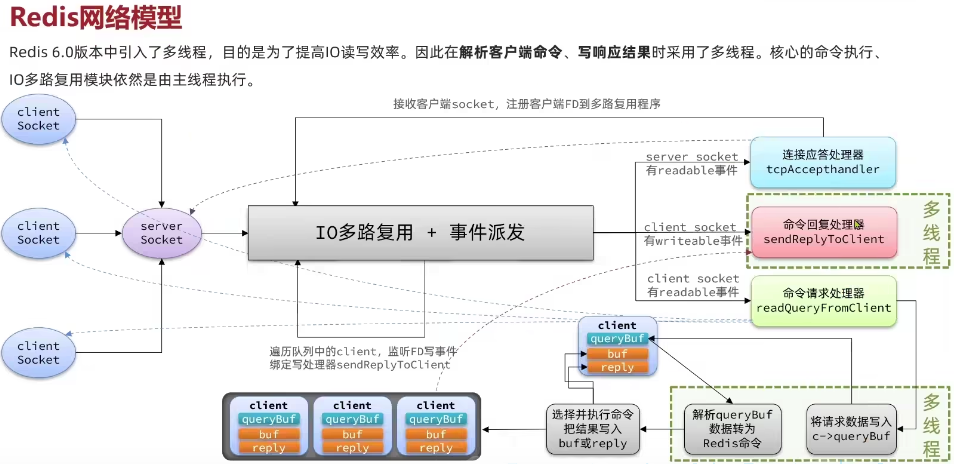 Redis网络模型
Redis 6.0版本中引入了多线程，目的是为了提高IO读写效率。因此在解析客户端命令、写响应结果时采用了多线程。核心的命令执行、
IO多路复用模块依然是由主线程执行。
接收客户端socket，注册客户端FD到多路复用程序
client
Socket
client
Socket
client
Socket
server
Socket
IO多路复用 + 事件派发
server socket
有readable事件
连接应答处理器
tcpAccepthandler
client socket
有writeable事件
命令回复处理器
sendReplyToClient
多
线
程
client socket
有readable事件
命令请求处理器
readQueryFromClient
遍历队列中的client，监听FD写事件
绑定写处理器sendReplyToClient
client
queryBuf
buf
reply
client
queryBuf
buf
reply
client
queryBuf
buf
reply
client
queryBuf
buf
reply
选择并执行命令
把结果写入
buf或reply
解析queryBuf
数据转为
Redis命令
将请求数据写入
c->queryBuf
多
线
程